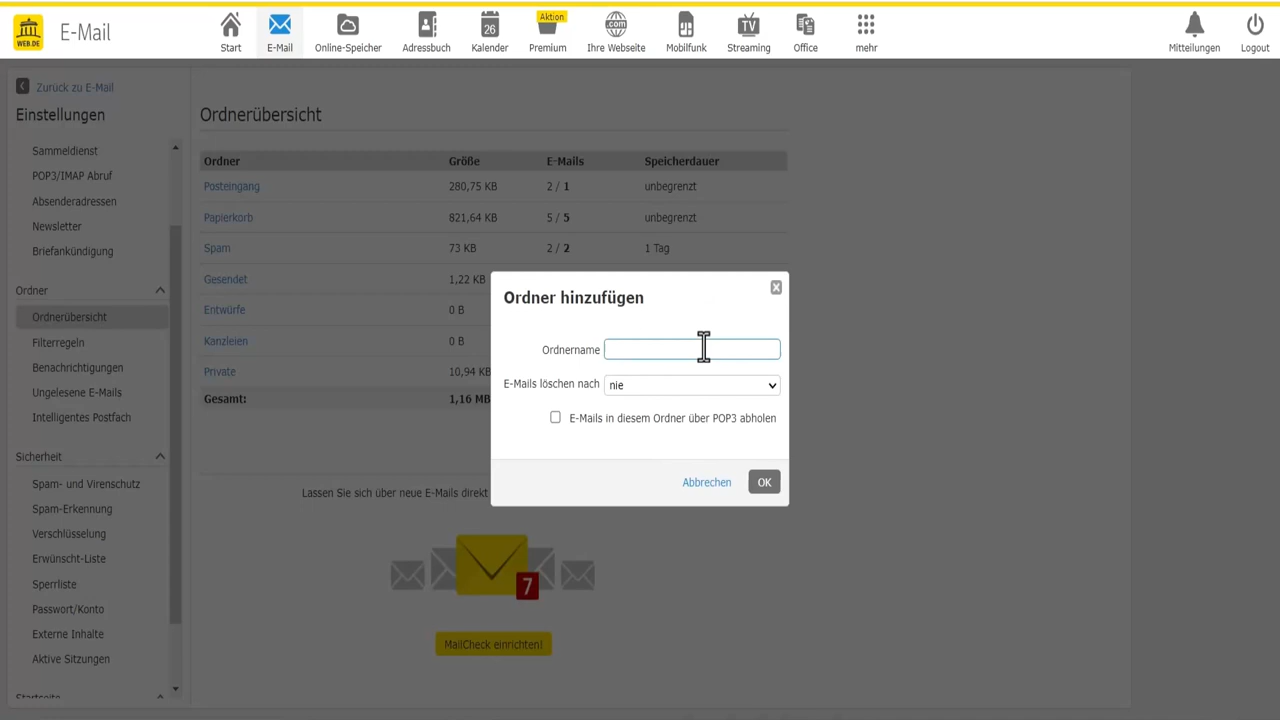 WEB.DE
E-Mail
Start
E-Mail
Online-Speicher
Adressbuch
26
Kalender
Aktion
Premium
.com
Ihre Webseite
Mobilfunk
TV
Streaming
Office
mehr
Mitteilungen
Logout
Zurück zu E-Mail
Einstellungen
Sammeldienst
POP3/IMAP Abruf
Absenderadressen
Newsletter
Briefankündigung
Ordner
Ordnerübersicht
Filterregeln
Benachrichtigungen
Ungelesene E-Mails
Intelligentes Postfach
Sicherheit
Spam- und Virenschutz
Spam-Erkennung
Verschlüsselung
Erwünscht-Liste
Sperrliste
Passwort/Konto
Externe Inhalte
Aktive Sitzungen
Startseite
Ordnerübersicht
Ordner Größe E-Mails Speicherdauer
Posteingang 280,75 KB 2 / 1 unbegrenzt
Papierkorb 821,64 KB 5 / 5 unbegrenzt
Spam 73 KB 2 / 2 1 Tag
Gesendet 1,22 KB
Entwürfe 0 B
Kanzleien 0 B
Private 10,94 KB
Gesamt: 1,16 MB
Lassen Sie sich über neue E-Mails direkt
7
MailCheck einrichten!
Ordner hinzufügen
Ordnername
E-Mails löschen nach nie
E-Mails in diesem Ordner über POP3 abholen
Abbrechen OK